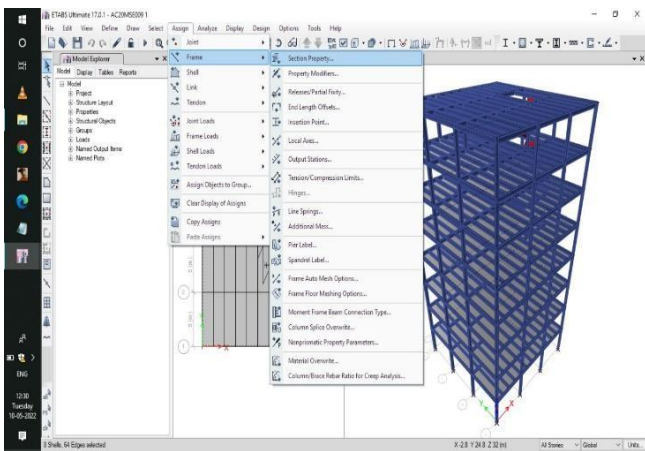 ETABS Ultimate 17.0.1 - AC20MSE009 1
File Edit View Define Draw Select Assign Analyze Display Design Options Tools Help
Model Explorer
Model Display Tables Reports
Model
Project
Structure Layout
Properties
Structural Objects
Groups
Loads
Named Output Items
Named Plots
Joint
Frame
Shell
Link
Tendon
Joint Loads
Frame Loads
Shell Loads
Tendon Loads
Assign Objects to Group...
Clear Display of Assigns
Copy Assigns
Paste Assigns
Section Property...
Property Modifiers...
Releases/Partial Fixity...
End Length Offsets...
Insertion Point...
Local Axes...
Output Stations...
Tension/Compression Limits...
Hinges...
Line Springs...
Additional Mass...
Pier Label...
Spandrel Label...
Frame Auto Mesh Options...
Frame Floor Meshing Options...
Moment Frame Beam Connection Type...
Column Splice Overwrite...
Nonprismatic Property Parameters...
Material Overwrite...
Column/Brace Rebar Ratio for Creep Analysis...
2
1
X
Y
X
ENG
12:30
Tuesday
10-05-2022
8 Shells, 64 Edges selected
X -2.8 Y 24.8 Z 32 (m)
All Stories
Global
Units...